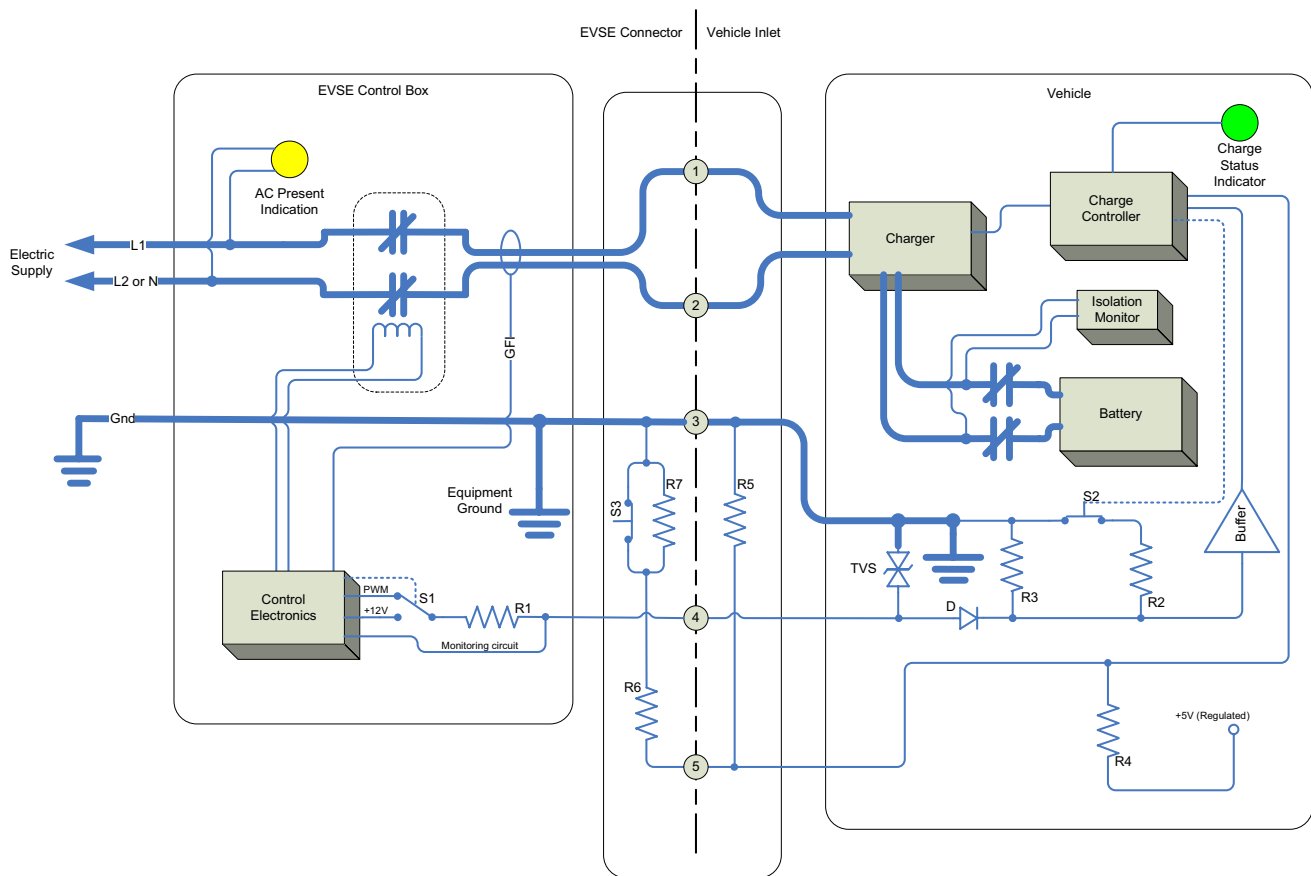 EVSE Connector
Vehicle Inlet
EVSE Control Box
Vehicle
AC Present
Indication
Charge
Status
Indicator
Charge
Controller
Charger
Electric
Supply
L1
L2 or N
1
2
GFI
Isolation
Monitor
Battery
Gnd
3
Equipment
Ground
S3
R7
R5
S2
Buffer
TVS
R3
R2
Control
Electronics
PWM
+12V
S1
R1
Monitoring circuit
4
D
R6
5
R4
+5V (Regulated)